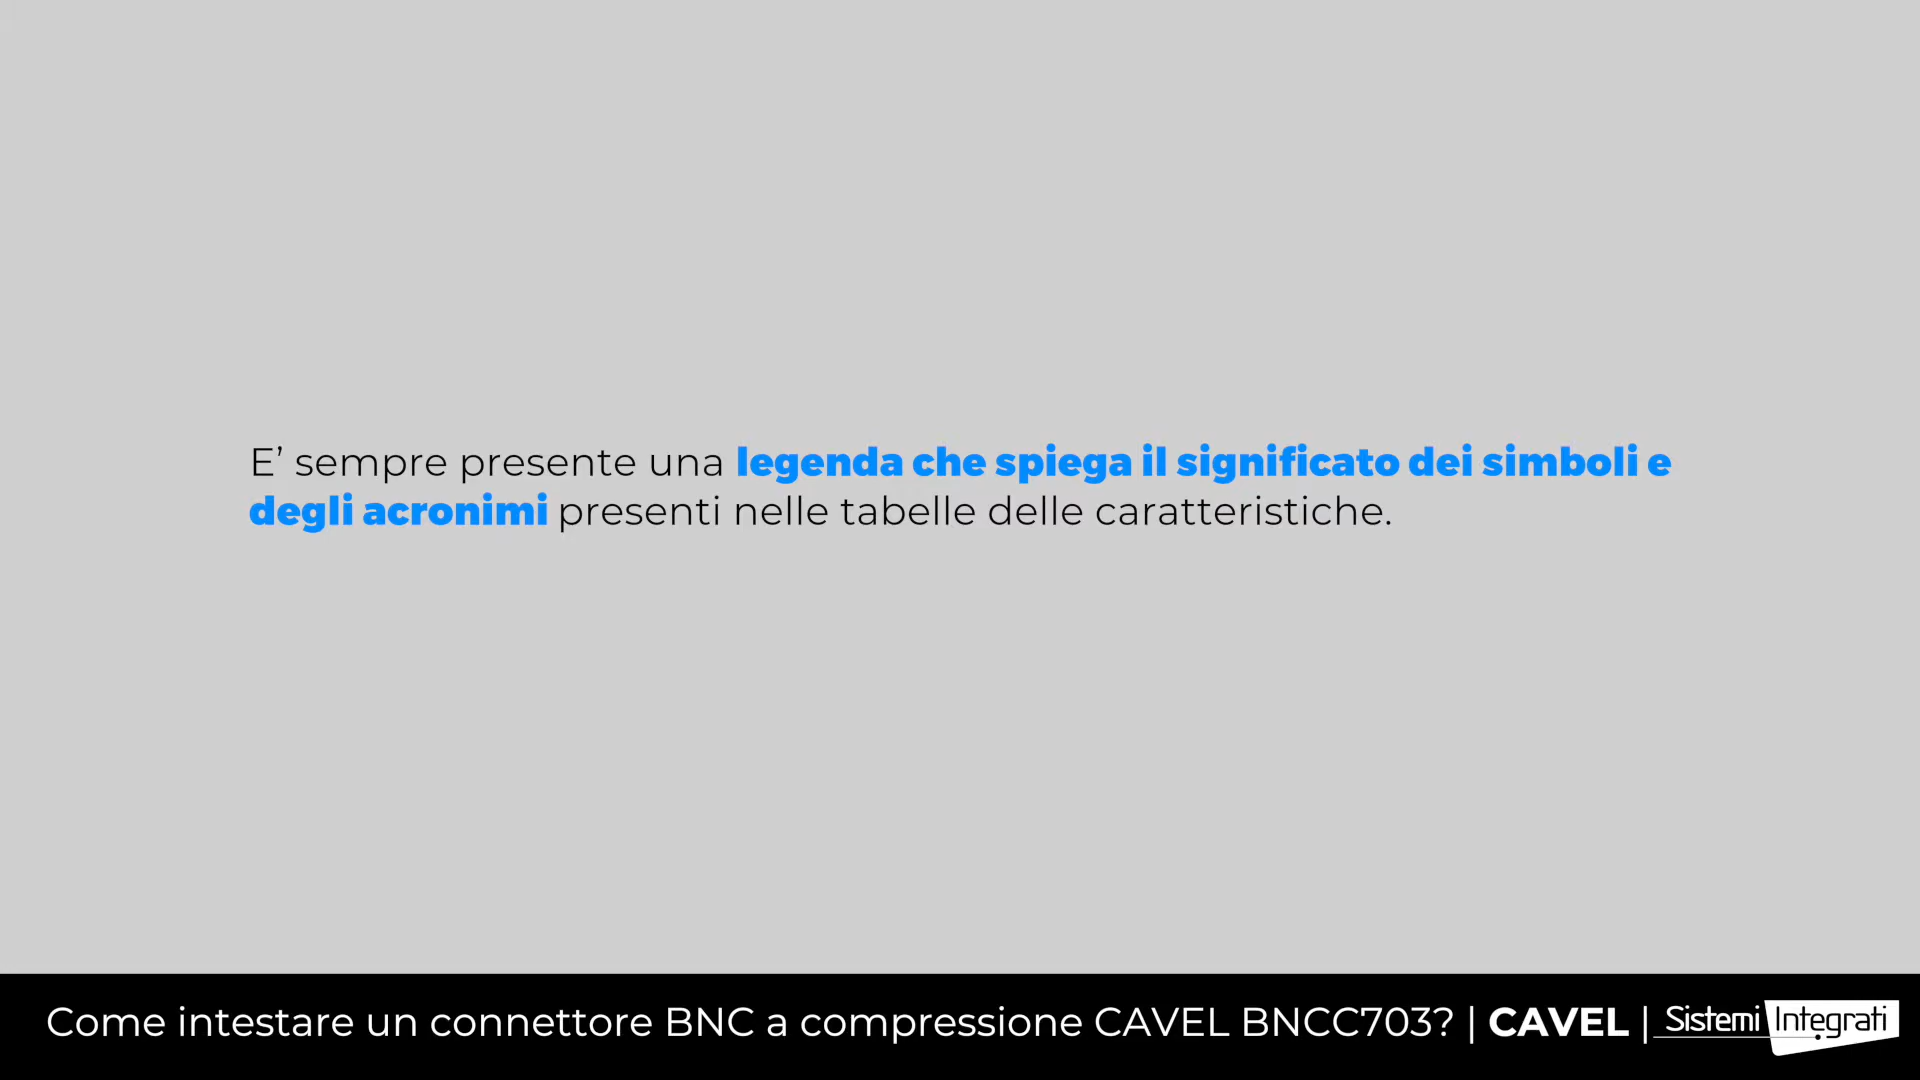 E’ sempre presente una legenda che spiega il significato dei simboli e
degli acronimi presenti nelle tabelle delle caratteristiche.
Come intestare un connettore BNC a compressione CAVEL BNCC703? | CAVEL | Sistemi Integrati